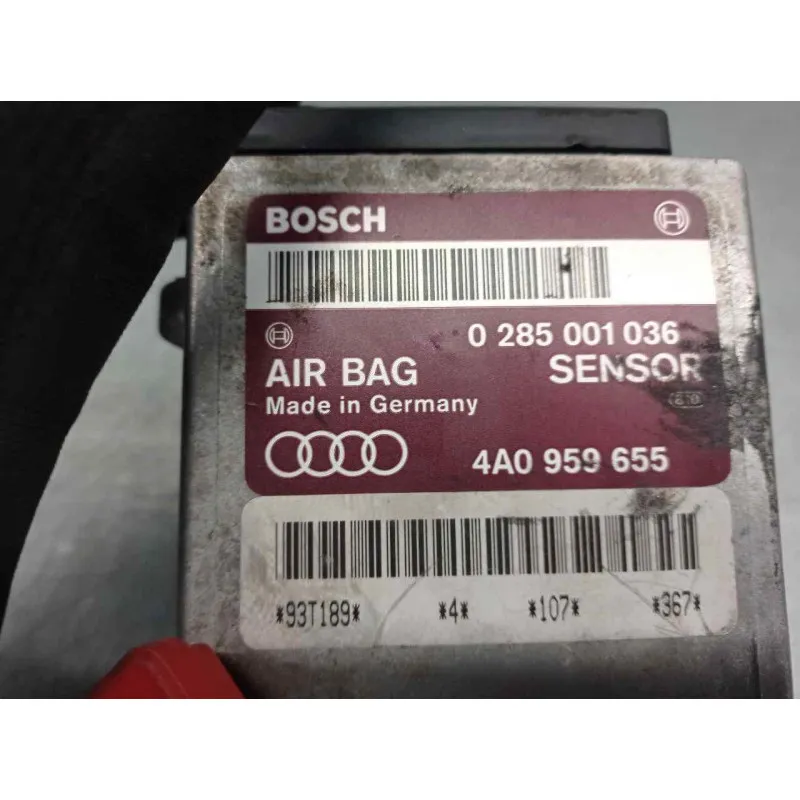 BOSCH
0 285 001 036
AIR BAG SENSOR
Made in Germany
4A0 959 655
*93T189* *4* *107* *367*